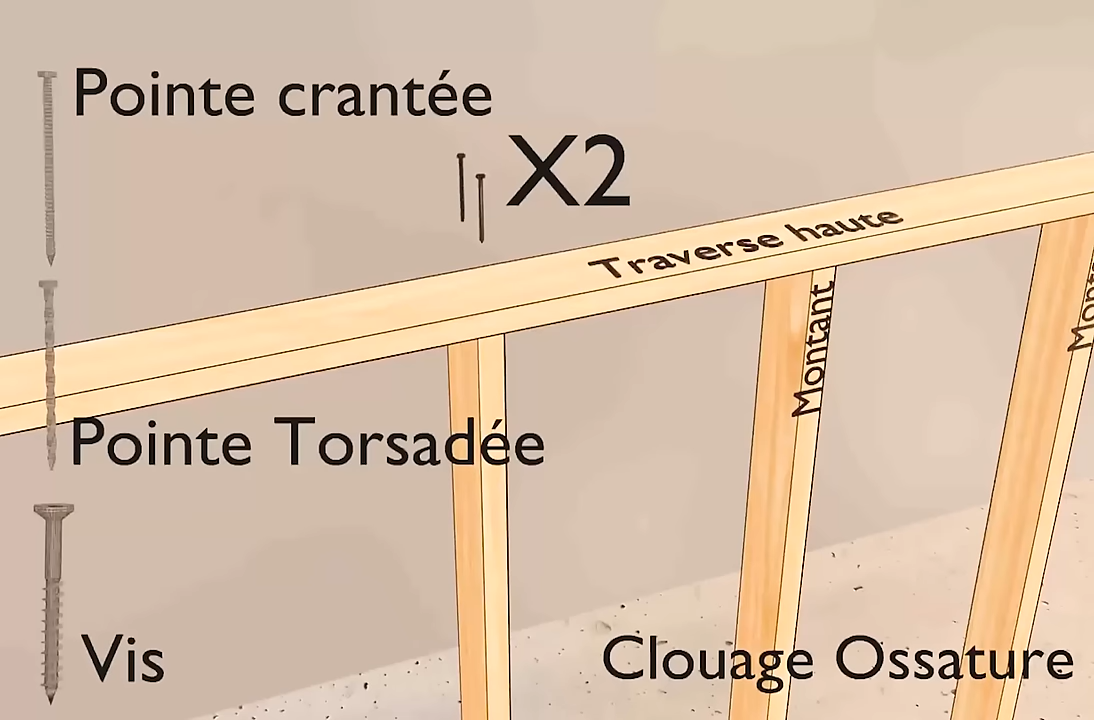 Pointe crantée
X2
Traverse haute
Montant
Pointe Torsadée
Vis
Clouage Ossature